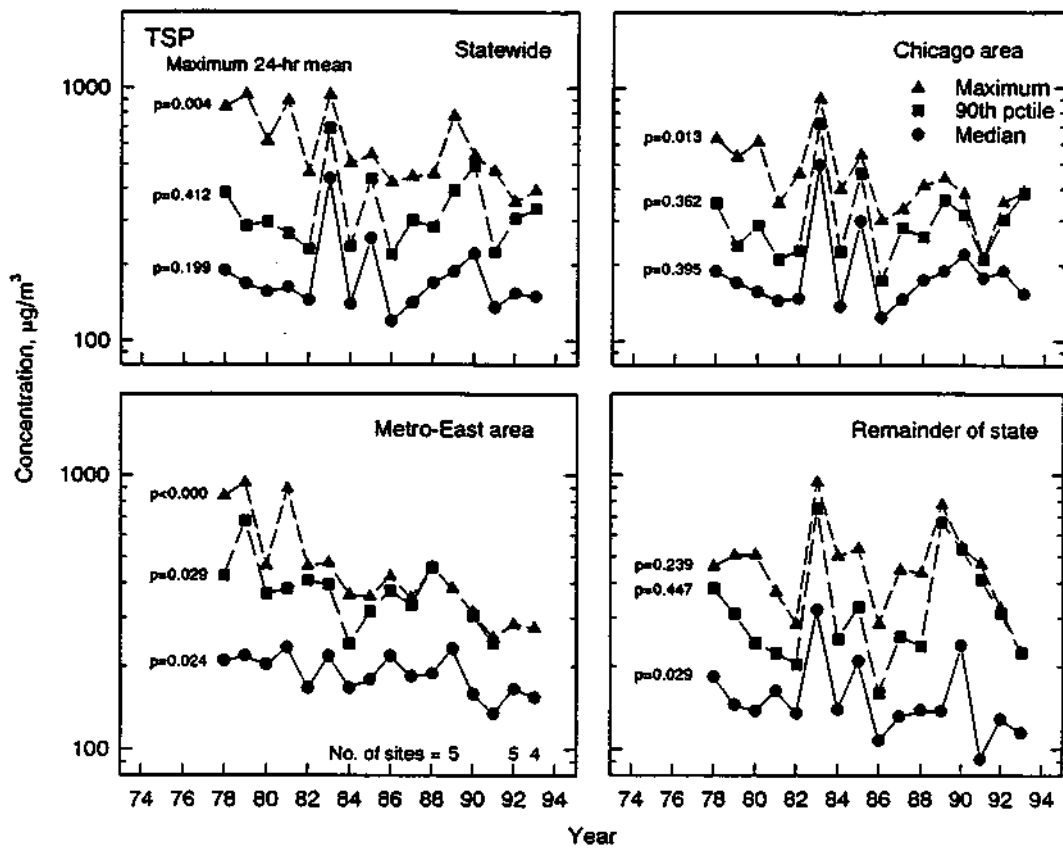 TSP
Statewide
Maximum 24-hr mean
p=0.004
p=0.412
p=0.199
1000
100
Chicago area
Maximum
90th pctile
Median
p=0.013
p=0.362
p=0.395
Concentration, µg/m³
Metro-East area
p<0.000
p=0.029
p=0.024
No. of sites = 5 5 4
1000
100
Remainder of state
p=0.239
p=0.447
p=0.029
74 76 78 80 82 84 86 88 90 92 94
74 76 78 80 82 84 86 88 90 92 94
Year